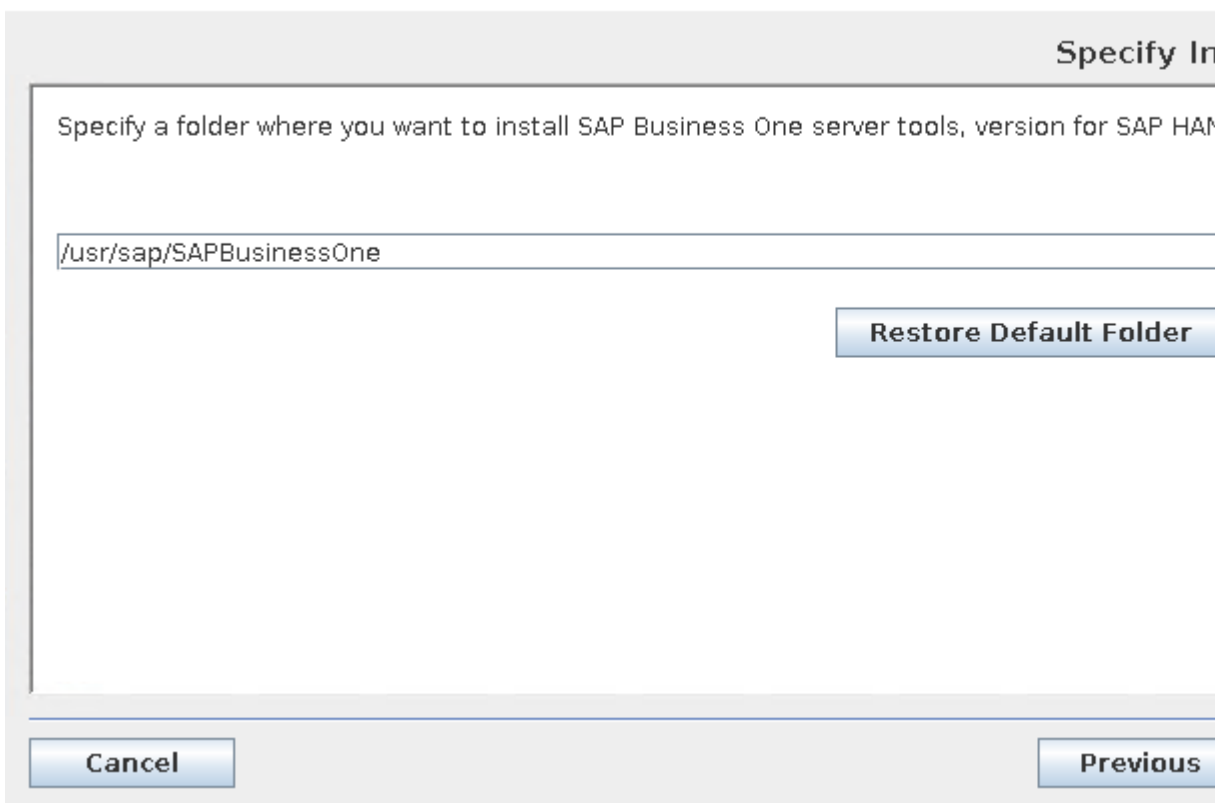 Specify In
Specify a folder where you want to install SAP Business One server tools, version for SAP HAN
/usr/sap/SAPBusinessOne
Restore Default Folder
Cancel
Previous